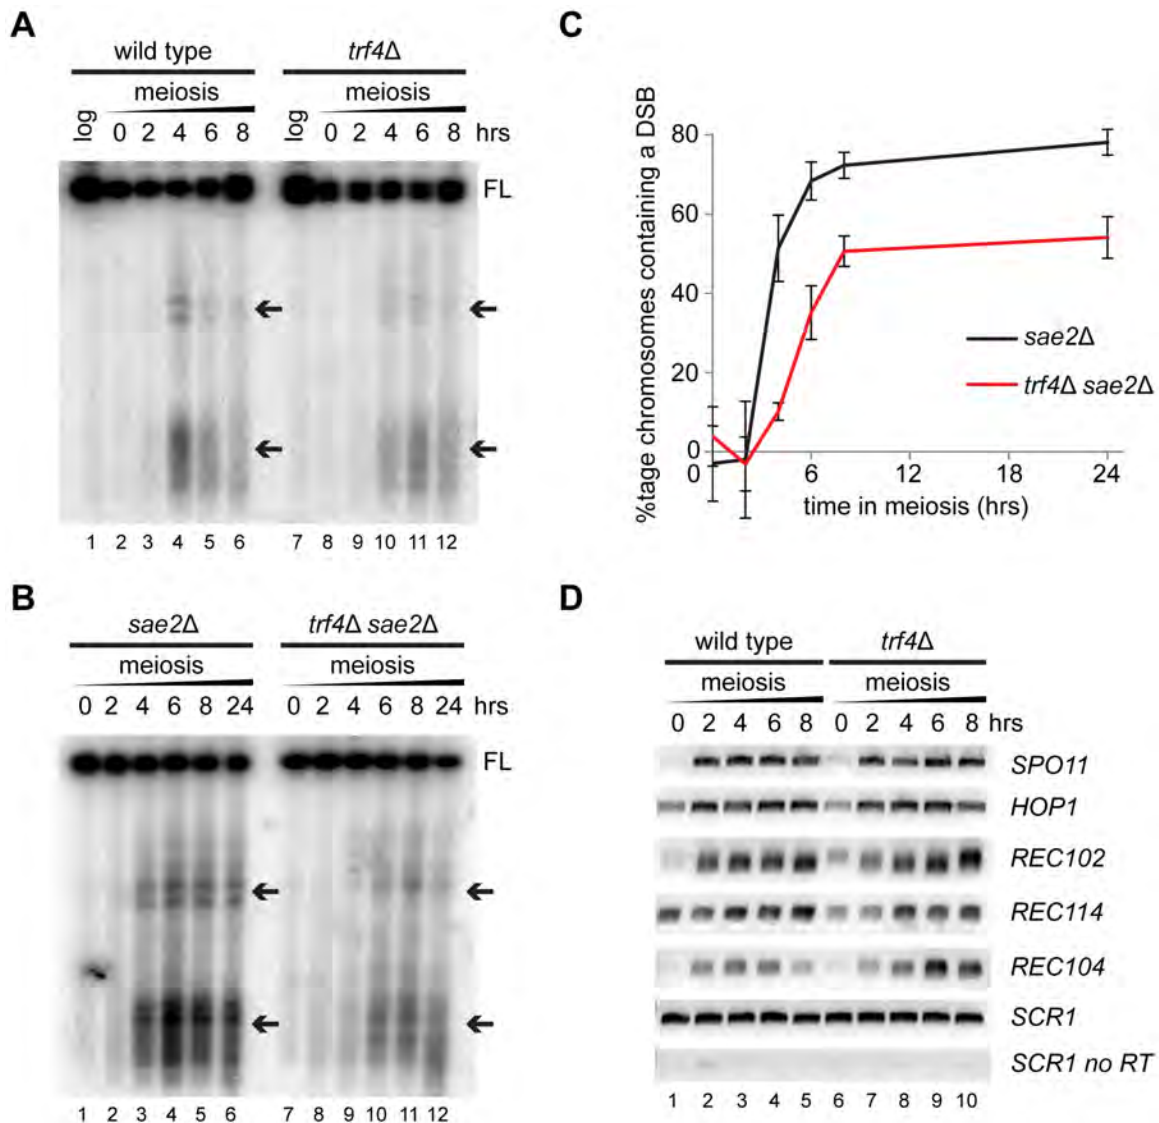 A
wild type trf4Δ
meiosis meiosis
log 0 2 4 6 8 log 0 2 4 6 8 hrs
FL
1 2 3 4 5 6 7 8 9 10 11 12
B
sae2Δ trf4Δ sae2Δ
meiosis meiosis
0 2 4 6 8 24 0 2 4 6 8 24 hrs
FL
1 2 3 4 5 6 7 8 9 10 11 12
C
%tage chromosomes containing a DSB
80
60
40
20
0
0 6 12 18 24
time in meiosis (hrs)
sae2Δ
trf4Δ sae2Δ
D
wild type trf4Δ
meiosis meiosis
0 2 4 6 8 0 2 4 6 8 hrs
SPO11
HOP1
REC102
REC114
REC104
SCR1
SCR1 no RT
1 2 3 4 5 6 7 8 9 10